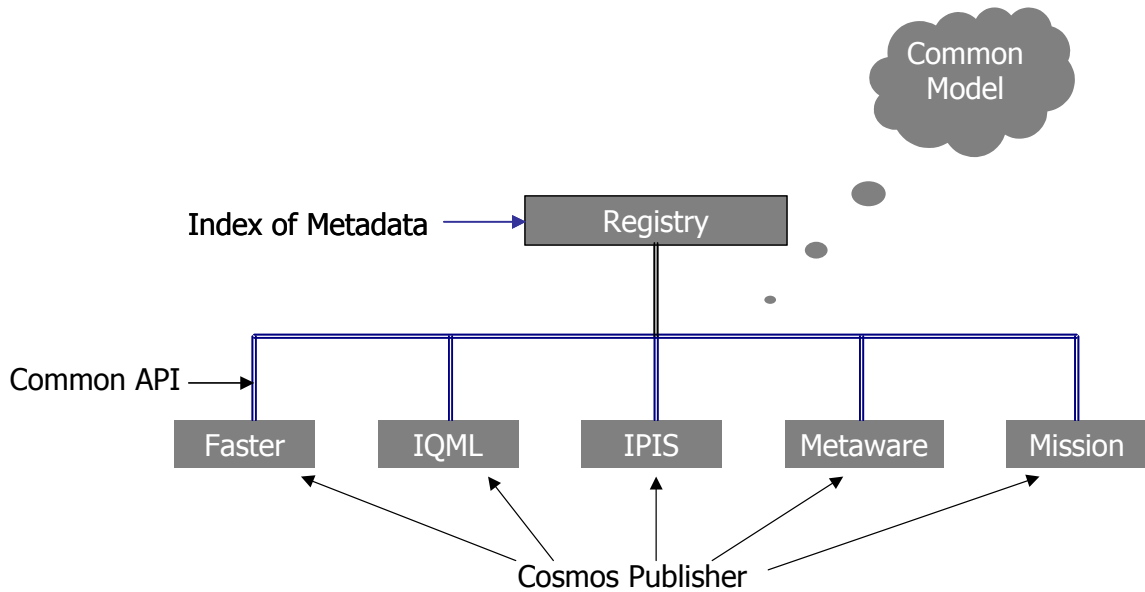 Common
Model
Index of Metadata
Registry
Common API
Faster
IQML
IPIS
Metaware
Mission
Cosmos Publisher